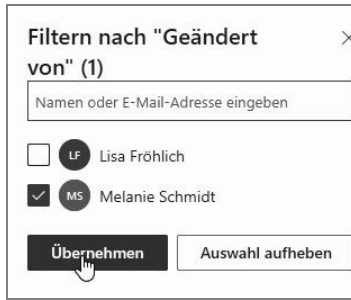 Filtern nach "Geändert
von" (1)
Namen oder E-Mail-Adresse eingeben
LF Lisa Fröhlich
MS Melanie Schmidt
Übernehmen Auswahl aufheben